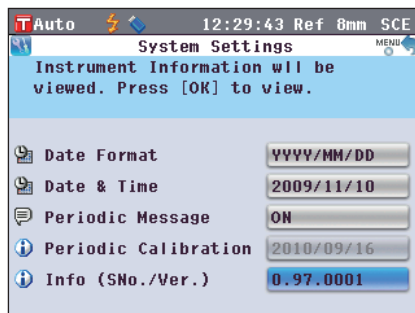 T Auto 12:29:43 Ref 8mm SCE
System Settings MENU
Instrument Information wll be
viewed. Press [OK] to view.
Date Format YYYY/MM/DD
Date & Time 2009/11/10
Periodic Message ON
Periodic Calibration 2010/09/16
Info (SNo./Ver.) 0.97.0001